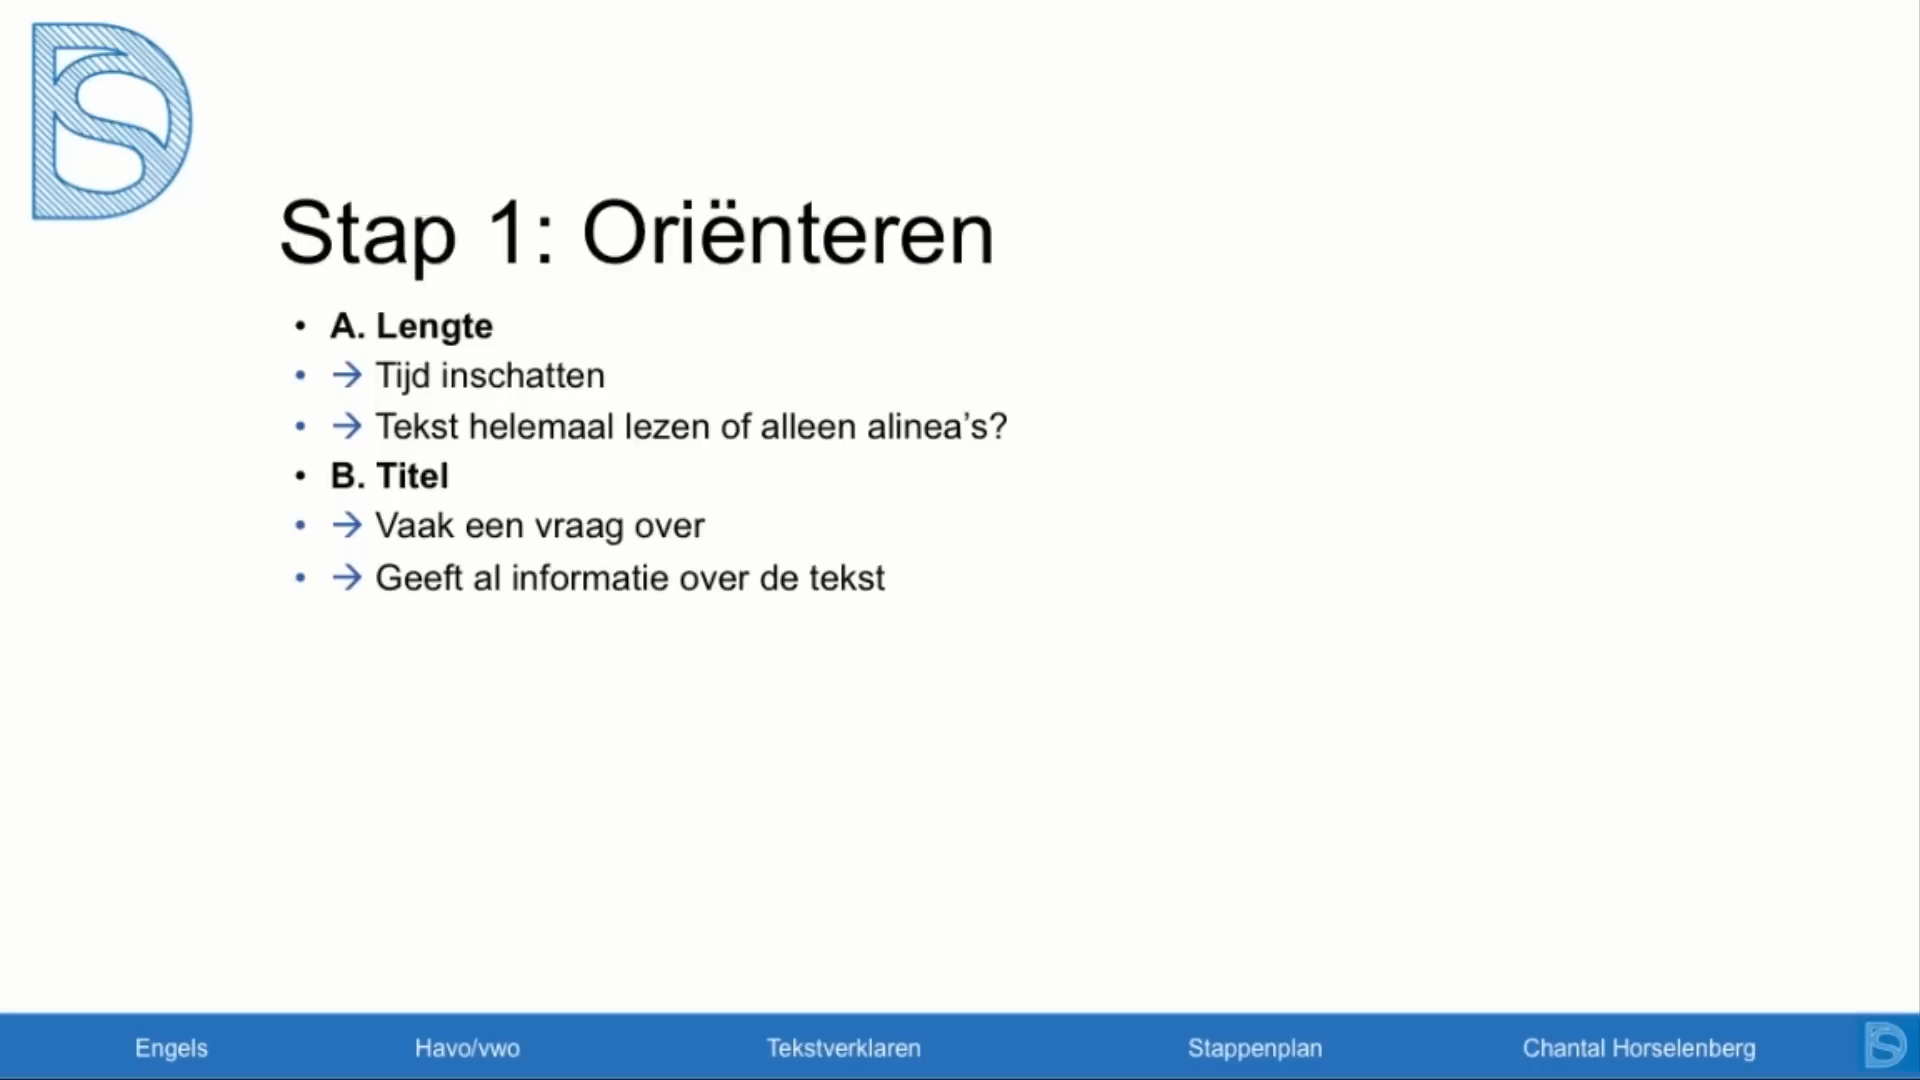 Stap 1: Oriënteren
• A. Lengte
• → Tijd inschatten
• → Tekst helemaal lezen of alleen alinea’s?
• B. Titel
• → Vaak een vraag over
• → Geeft al informatie over de tekst
Engels Havo/vwo Tekstverklaren Stappenplan Chantal Horselenberg